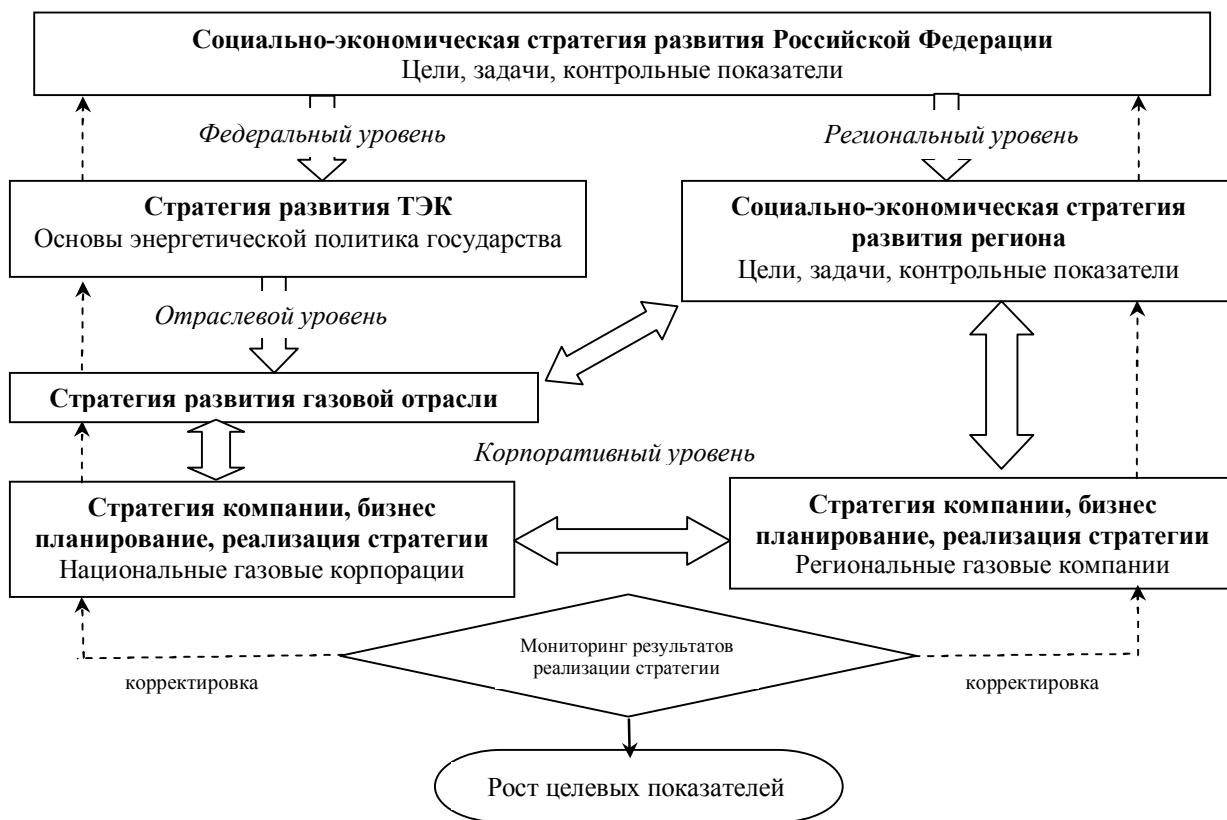 Социально-экономическая стратегия развития Российской Федерации
Цели, задачи, контрольные показатели
Федеральный уровень
Региональный уровень
Стратегия развития ТЭК
Основы энергетической политика государства
Социально-экономическая стратегия
развития региона
Цели, задачи, контрольные показатели
Отраслевой уровень
Стратегия развития газовой отрасли
Корпоративный уровень
Стратегия компании, бизнес
планирование, реализация стратегии
Национальные газовые корпорации
Стратегия компании, бизнес
планирование, реализация стратегии
Региональные газовые компании
Мониторинг результатов
реализации стратегии
корректировка
корректировка
Рост целевых показателей